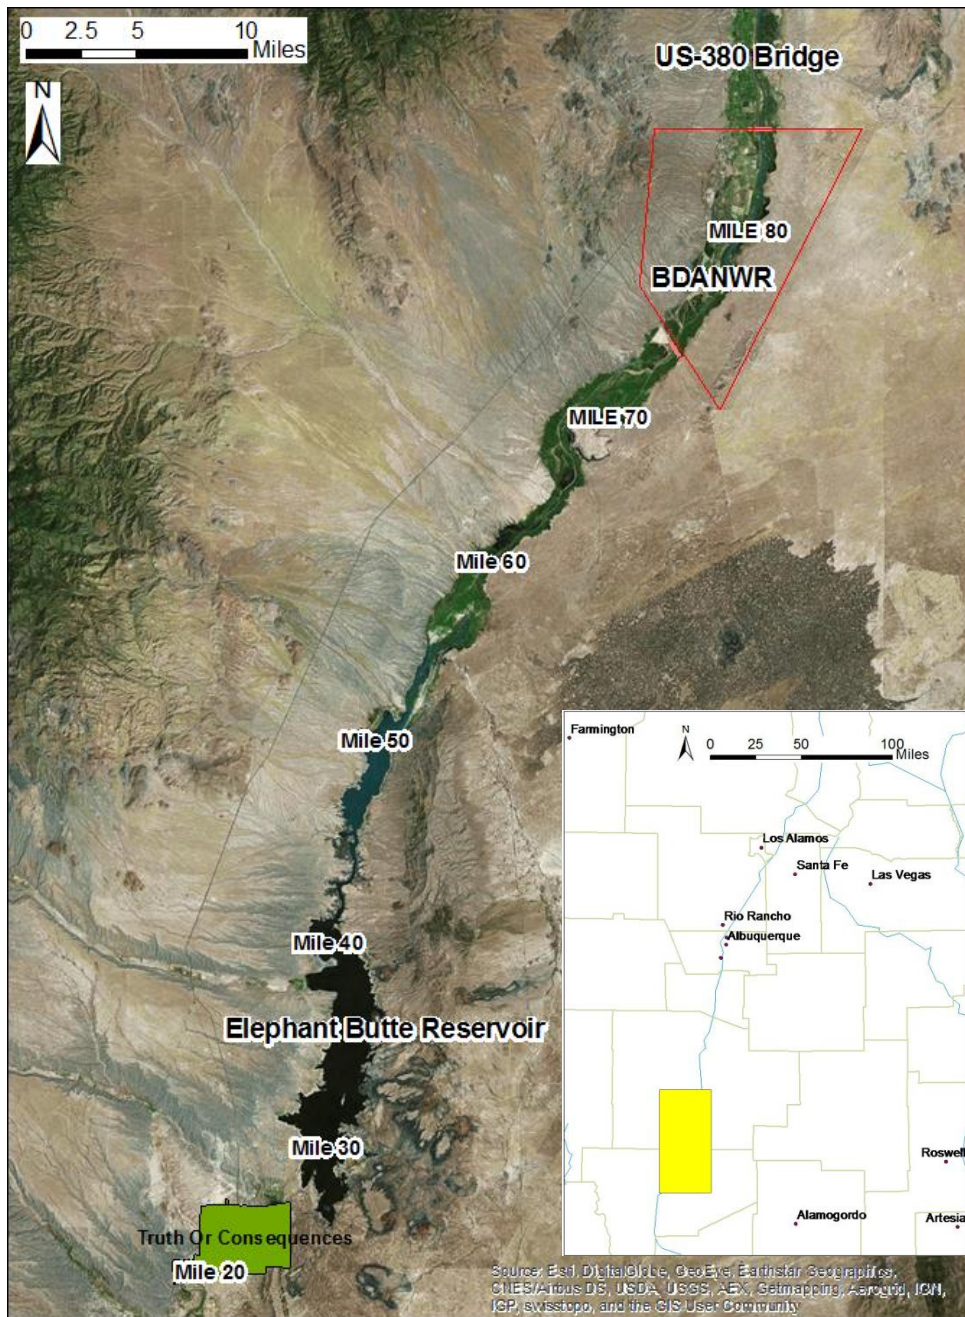 0 2.5 5 10
Miles
N
US-380 Bridge
MILE 80
BDANWR
MILE 70
Mile 60
Mile 50
Mile 40
Elephant Butte Reservoir
Mile 30
Truth Or Consequences
Mile 20
Farmington
N
0 25 50 100
Miles
Los Alamos
Santa Fe
Las Vegas
Rio Rancho
Albuquerque
Roswell
Alamogordo
Artesia
Source: Esri, DigitalGlobe, GeoEye, Earthstar Geographics,
CNES/Airbus DS, USDA, USGS, AEX, Getmapping, Aerogrid, IGN,
IGP, swisstopo, and the GIS User Community